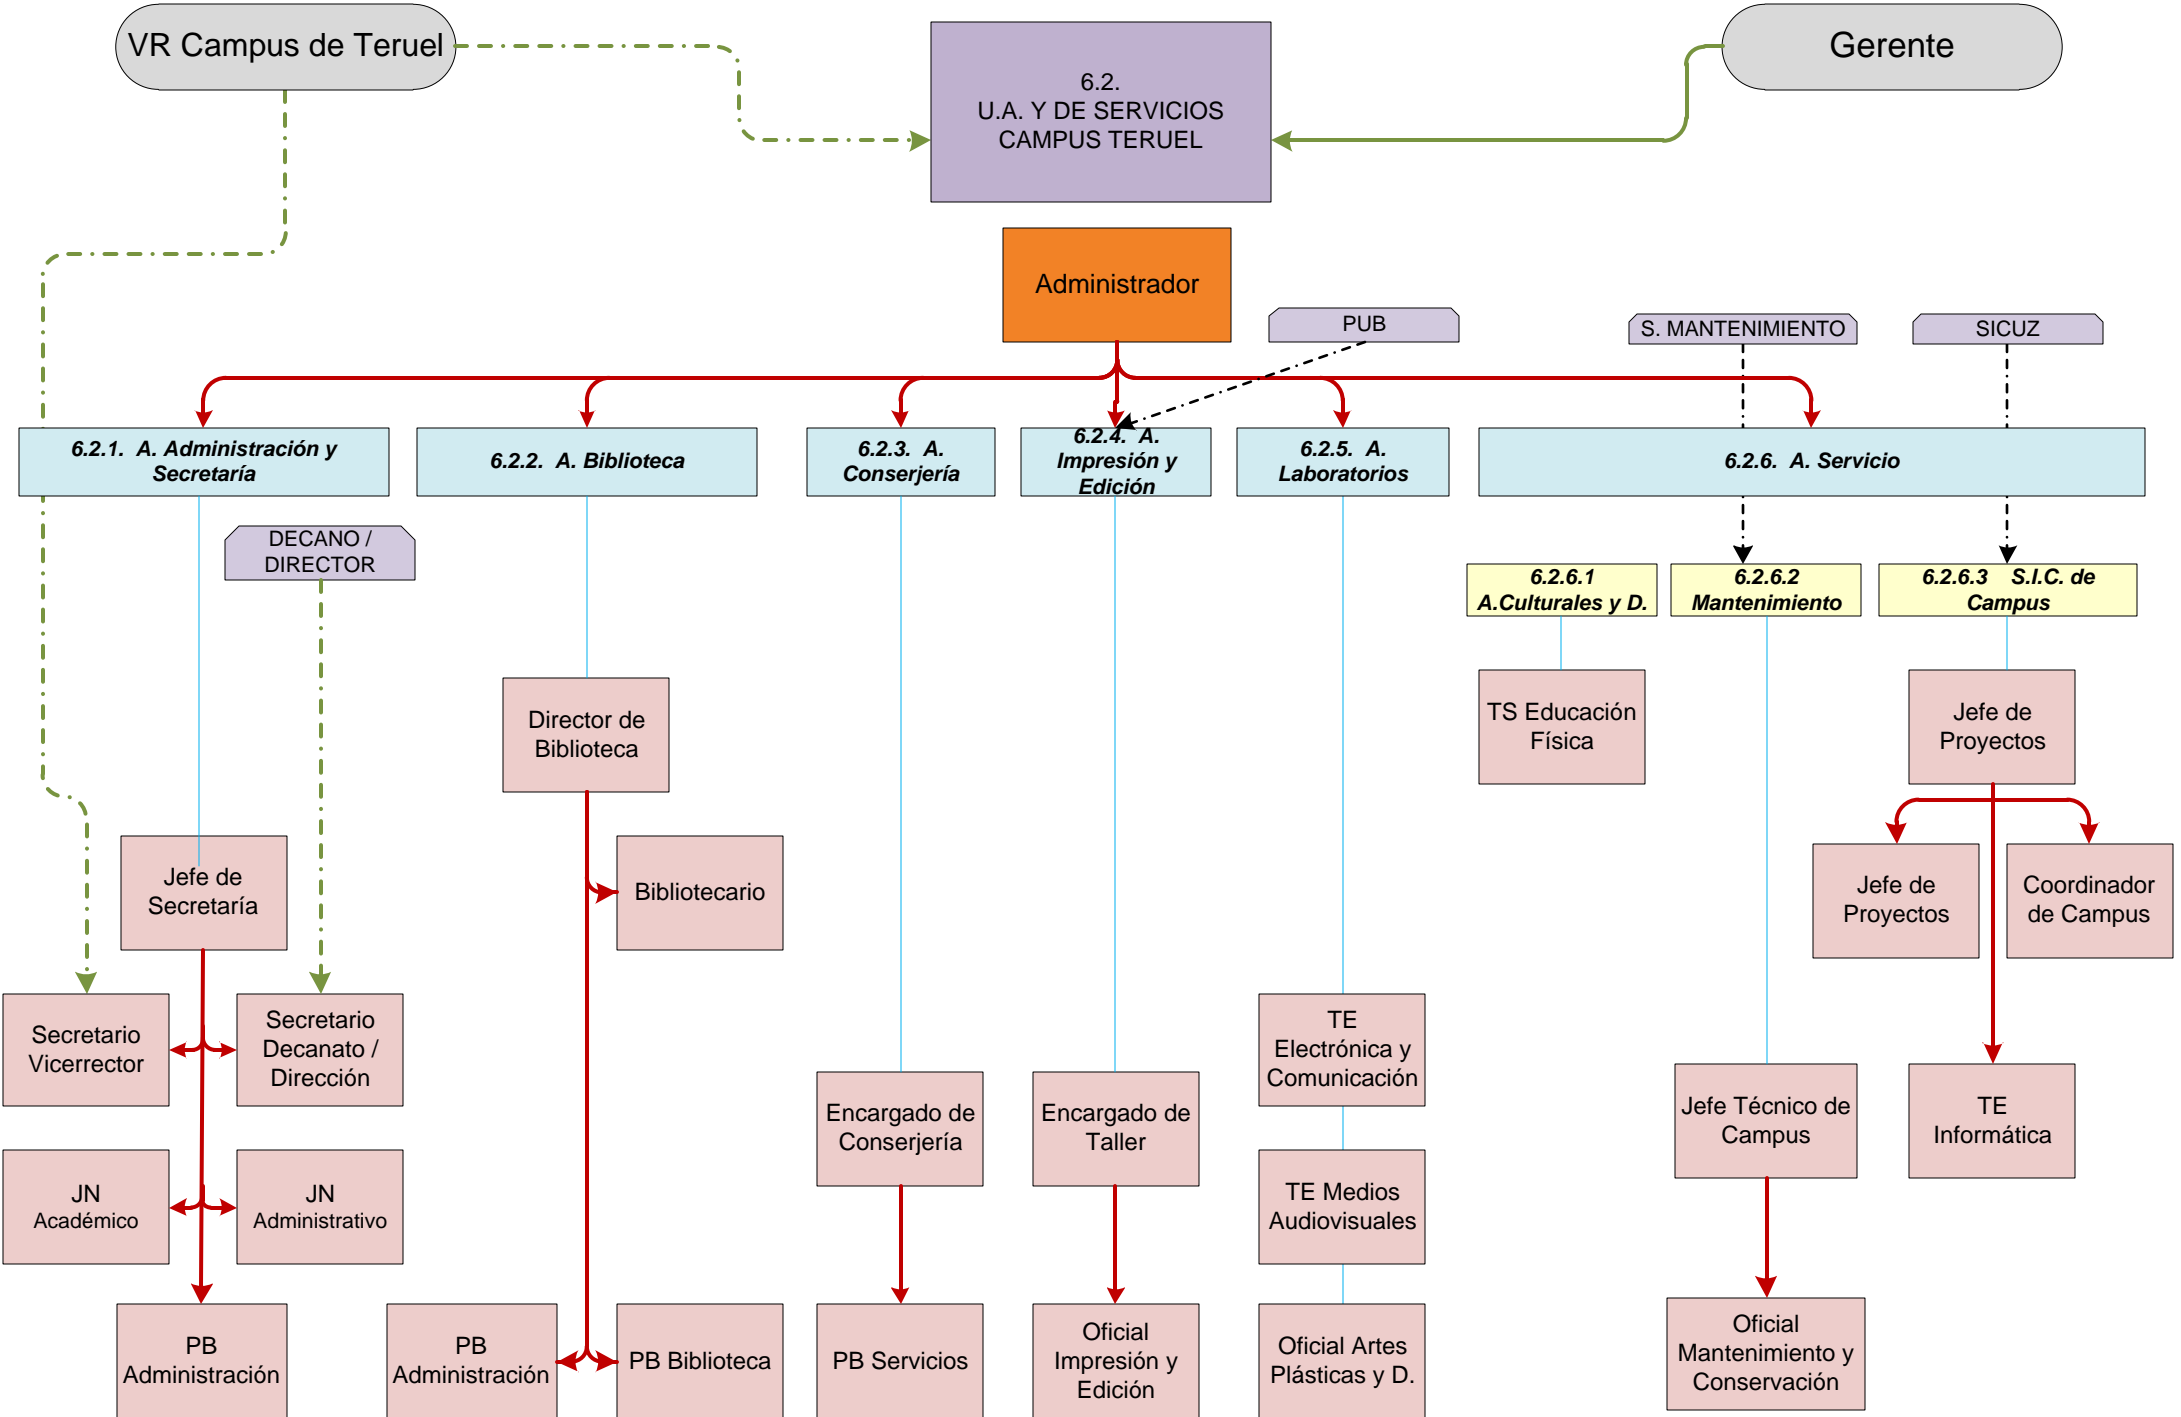 VR Campus de Teruel
6.2.
U.A. Y DE SERVICIOS
CAMPUS TERUEL
Gerente
Administrador
PUB
S. MANTENIMIENTO
SICUZ
6.2.1. A. Administración y
Secretaría
6.2.2. A. Biblioteca
6.2.3. A.
Conserjería
6.2.4. A.
Impresión y
Edición
6.2.5. A.
Laboratorios
6.2.6. A. Servicio
DECANO /
DIRECTOR
6.2.6.1
A.Culturales y D.
6.2.6.2
Mantenimiento
6.2.6.3 S.I.C. de
Campus
Director de
Biblioteca
TS Educación
Física
Jefe de
Proyectos
Jefe de
Secretaría
Bibliotecario
Jefe de
Proyectos
Coordinador
de Campus
Secretario
Vicerrector
Secretario
Decanato /
Dirección
TE
Electrónica y
Comunicación
Encargado de
Conserjería
Encargado de
Taller
Jefe Técnico de
Campus
TE
Informática
JN
Académico
JN
Administrativo
TE Medios
Audiovisuales
PB
Administración
PB
Administración
PB Biblioteca
PB Servicios
Oficial
Impresión y
Edición
Oficial Artes
Plásticas y D.
Oficial
Mantenimiento y
Conservación